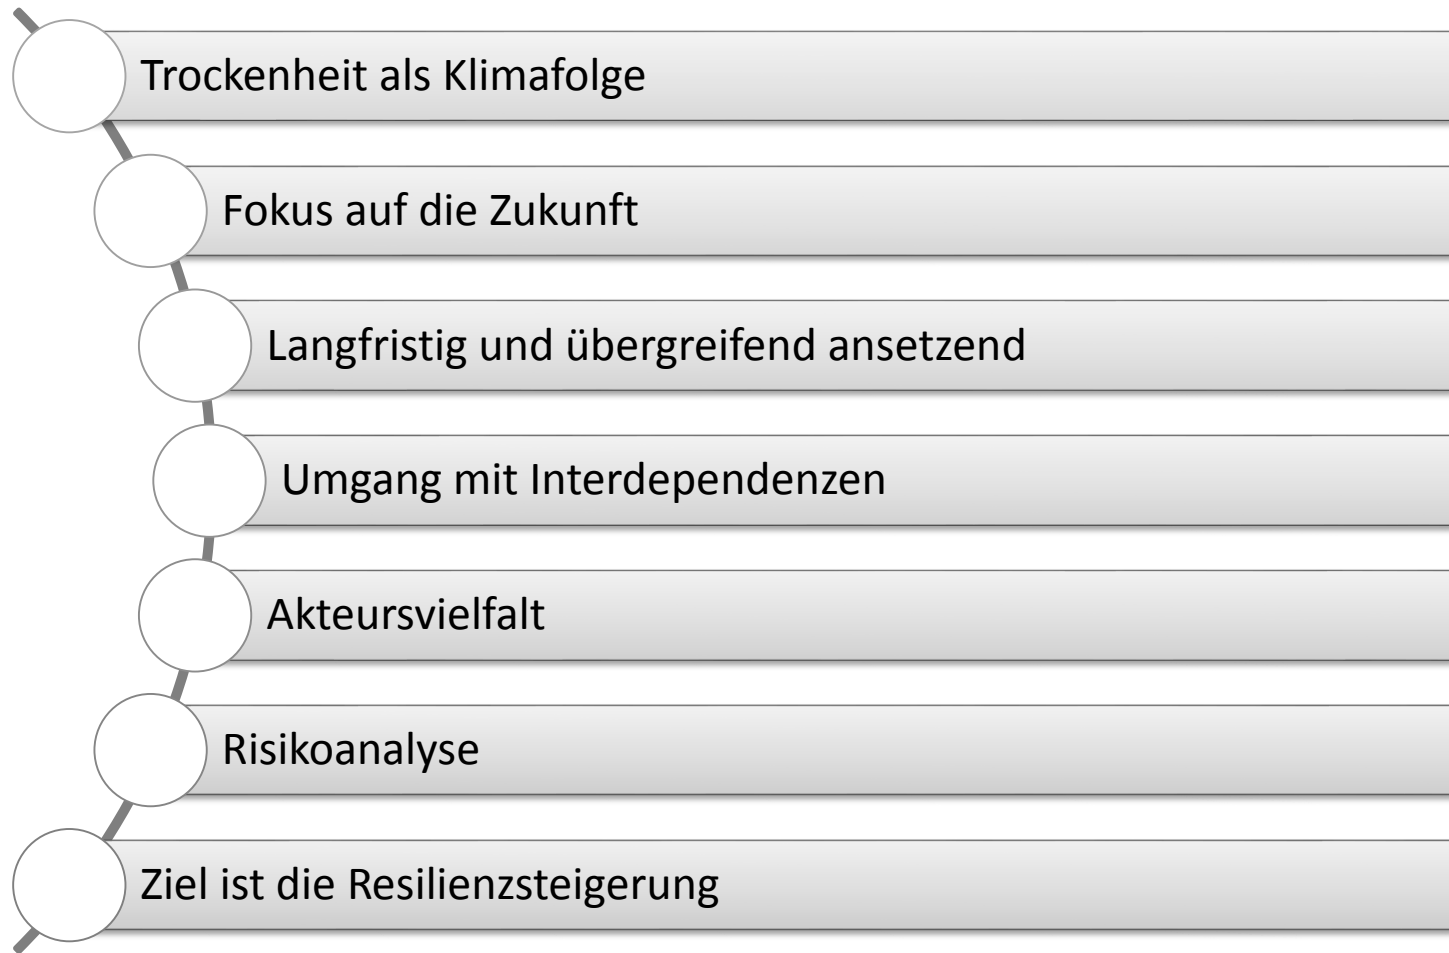 Trockenheit als Klimafolge
Fokus auf die Zukunft
Langfristig und übergreifend ansetzend
Umgang mit Interdependenzen
Akteursvielfalt
Risikoanalyse
Ziel ist die Resilienzsteigerung